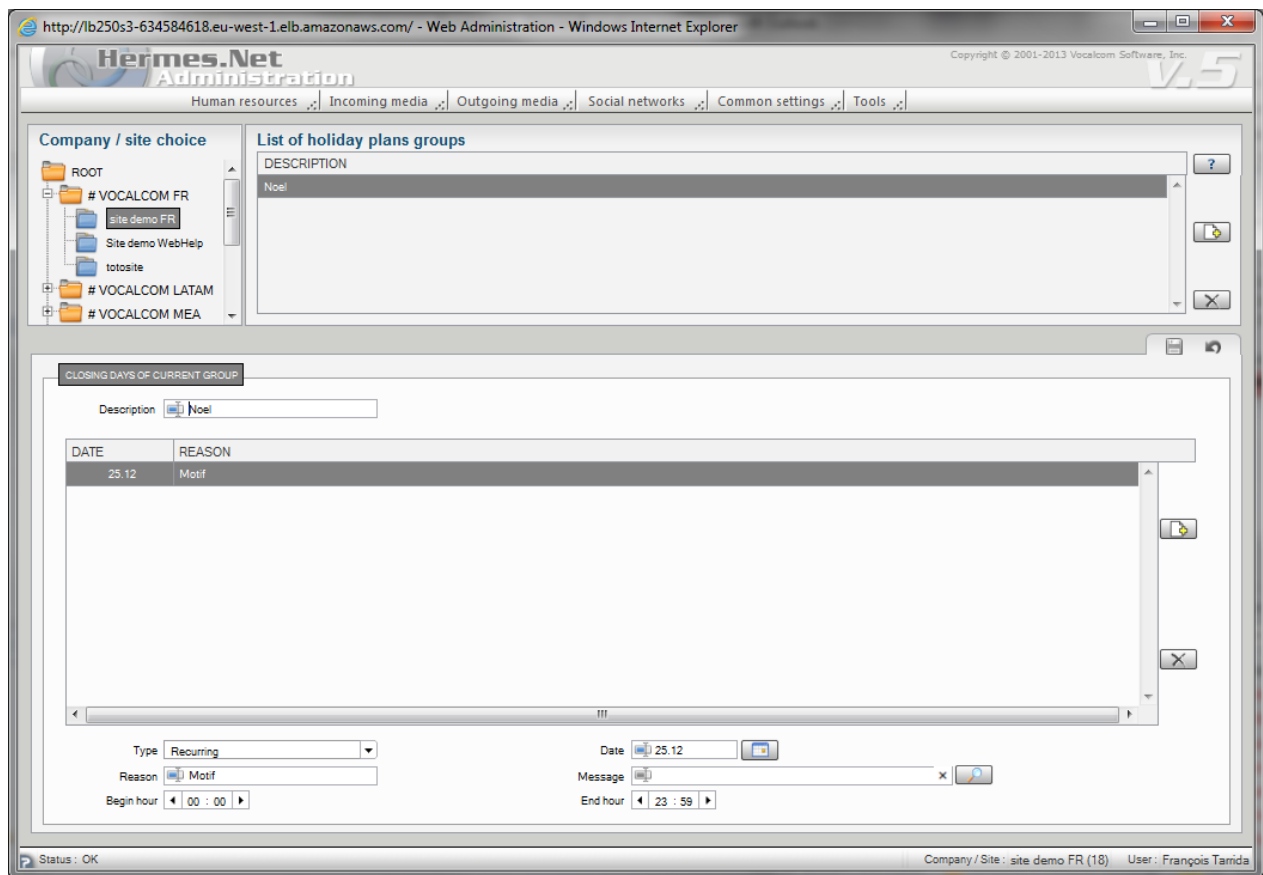 http://lb250s3-634584618.eu-west-1.elb.amazonaws.com/ - Web Administration - Windows Internet Explorer
Hermes.Net
Administration
Copyright © 2001-2013 Vocalcom Software, Inc.
V.5
Human resources Incoming media Outgoing media Social networks Common settings Tools
Company / site choice
ROOT
# VOCALCOM FR
site demo FR
Site demo WebHelp
totosite
# VOCALCOM LATAM
# VOCALCOM MEA
List of holiday plans groups
DESCRIPTION
Noel
?
CLOSING DAYS OF CURRENT GROUP
Description Noel
DATE REASON
25.12 Motif
Type Recurring Date 25.12
Reason Motif Message
Begin hour 00 : 00 End hour 23 : 59
Status : OK Company / Site : site demo FR (18) User : François Tarrida